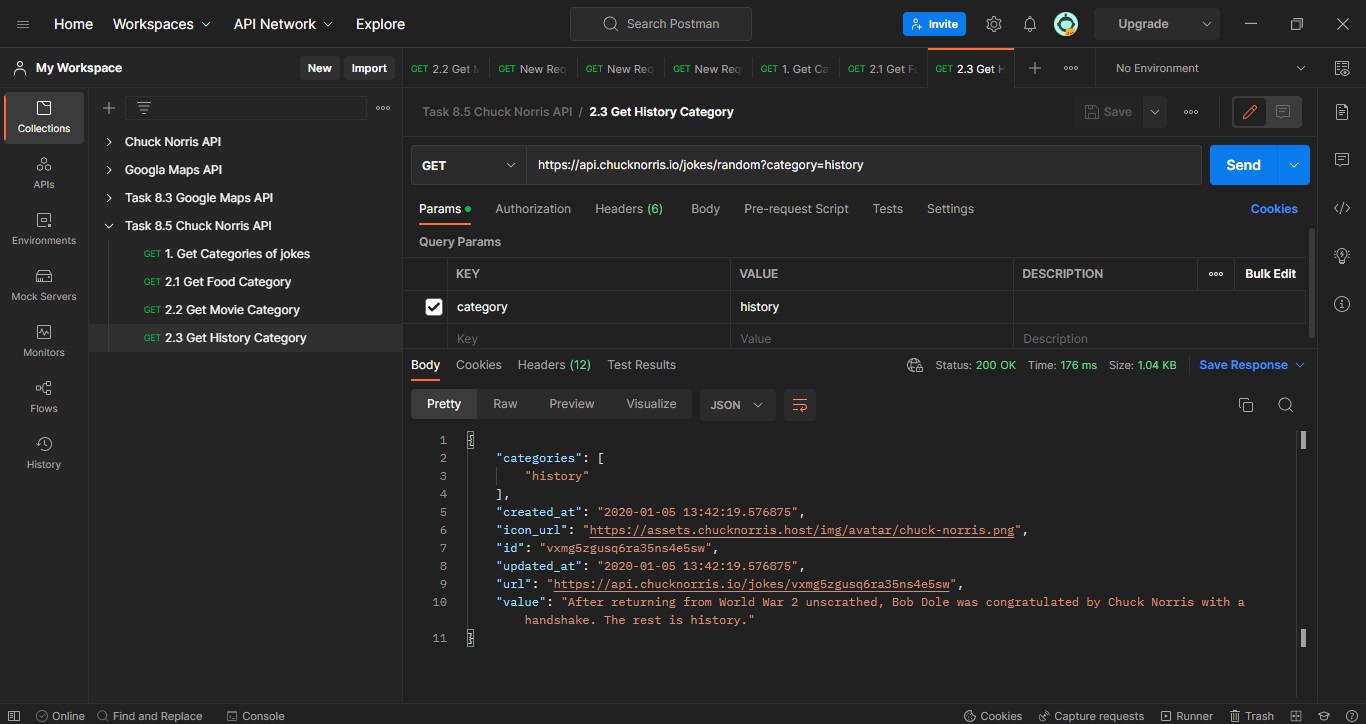 Home Workspaces API Network Explore Search Postman Invite Upgrade
My Workspace New Import GET 2.2 Get M GET New Req GET New Req GET New Req GET 1. Get Ca GET 2.1 Get Fo GET 2.3 Get H No Environment
Collections
APIs
Environments
Mock Servers
Monitors
Flows
History
Chuck Norris API
Google Maps API
Task 8.3 Google Maps API
Task 8.5 Chuck Norris API
GET 1. Get Categories of jokes
GET 2.1 Get Food Category
GET 2.2 Get Movie Category
GET 2.3 Get History Category
Task 8.5 Chuck Norris API / 2.3 Get History Category Save
GET https://api.chucknorris.io/jokes/random?category=history Send
Params Authorization Headers (6) Body Pre-request Script Tests Settings Cookies
Query Params
KEY VALUE DESCRIPTION Bulk Edit
category history
Key Value Description
Body Cookies Headers (12) Test Results Status: 200 OK Time: 176 ms Size: 1.04 KB Save Response
Pretty Raw Preview Visualize JSON
1 {
2 "categories": [
3 "history"
4 ],
5 "created_at": "2020-01-05 13:42:19.576875",
6 "icon_url": "https://assets.chucknorris.host/img/avatar/chuck-norris.png",
7 "id": "vxmg5zgusq6ra35ns4e5sw",
8 "updated_at": "2020-01-05 13:42:19.576875",
9 "url": "https://api.chucknorris.io/jokes/vxmg5zgusq6ra35ns4e5sw",
10 "value": "After returning from World War 2 unscrathed, Bob Dole was congratulated by Chuck Norris with a
handshake. The rest is history."
11 }
Online Find and Replace Console Cookies Capture requests Runner Trash